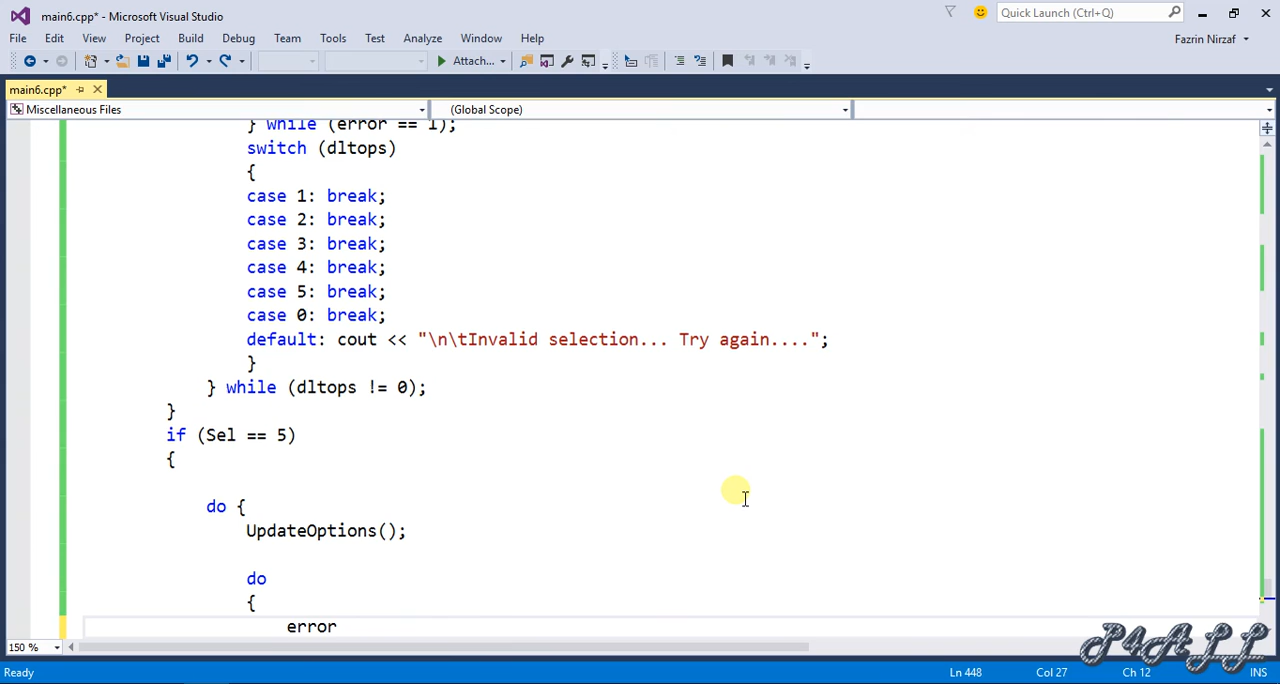 main6.cpp* - Microsoft Visual Studio
Quick Launch (Ctrl+Q)
File Edit View Project Build Debug Team Tools Test Analyze Window Help
Fazrin Nirzaf
Attach...
main6.cpp*
Miscellaneous Files
(Global Scope)
} while (error == 1);
switch (dltops)
{
case 1: break;
case 2: break;
case 3: break;
case 4: break;
case 5: break;
case 0: break;
default: cout << "\n\tInvalid selection... Try again....";
}
} while (dltops != 0);
}
if (Sel == 5)
{
do {
UpdateOptions();
do
{
error
150 %
P4ALL
Ready
Ln 448
Col 27
Ch 12
INS